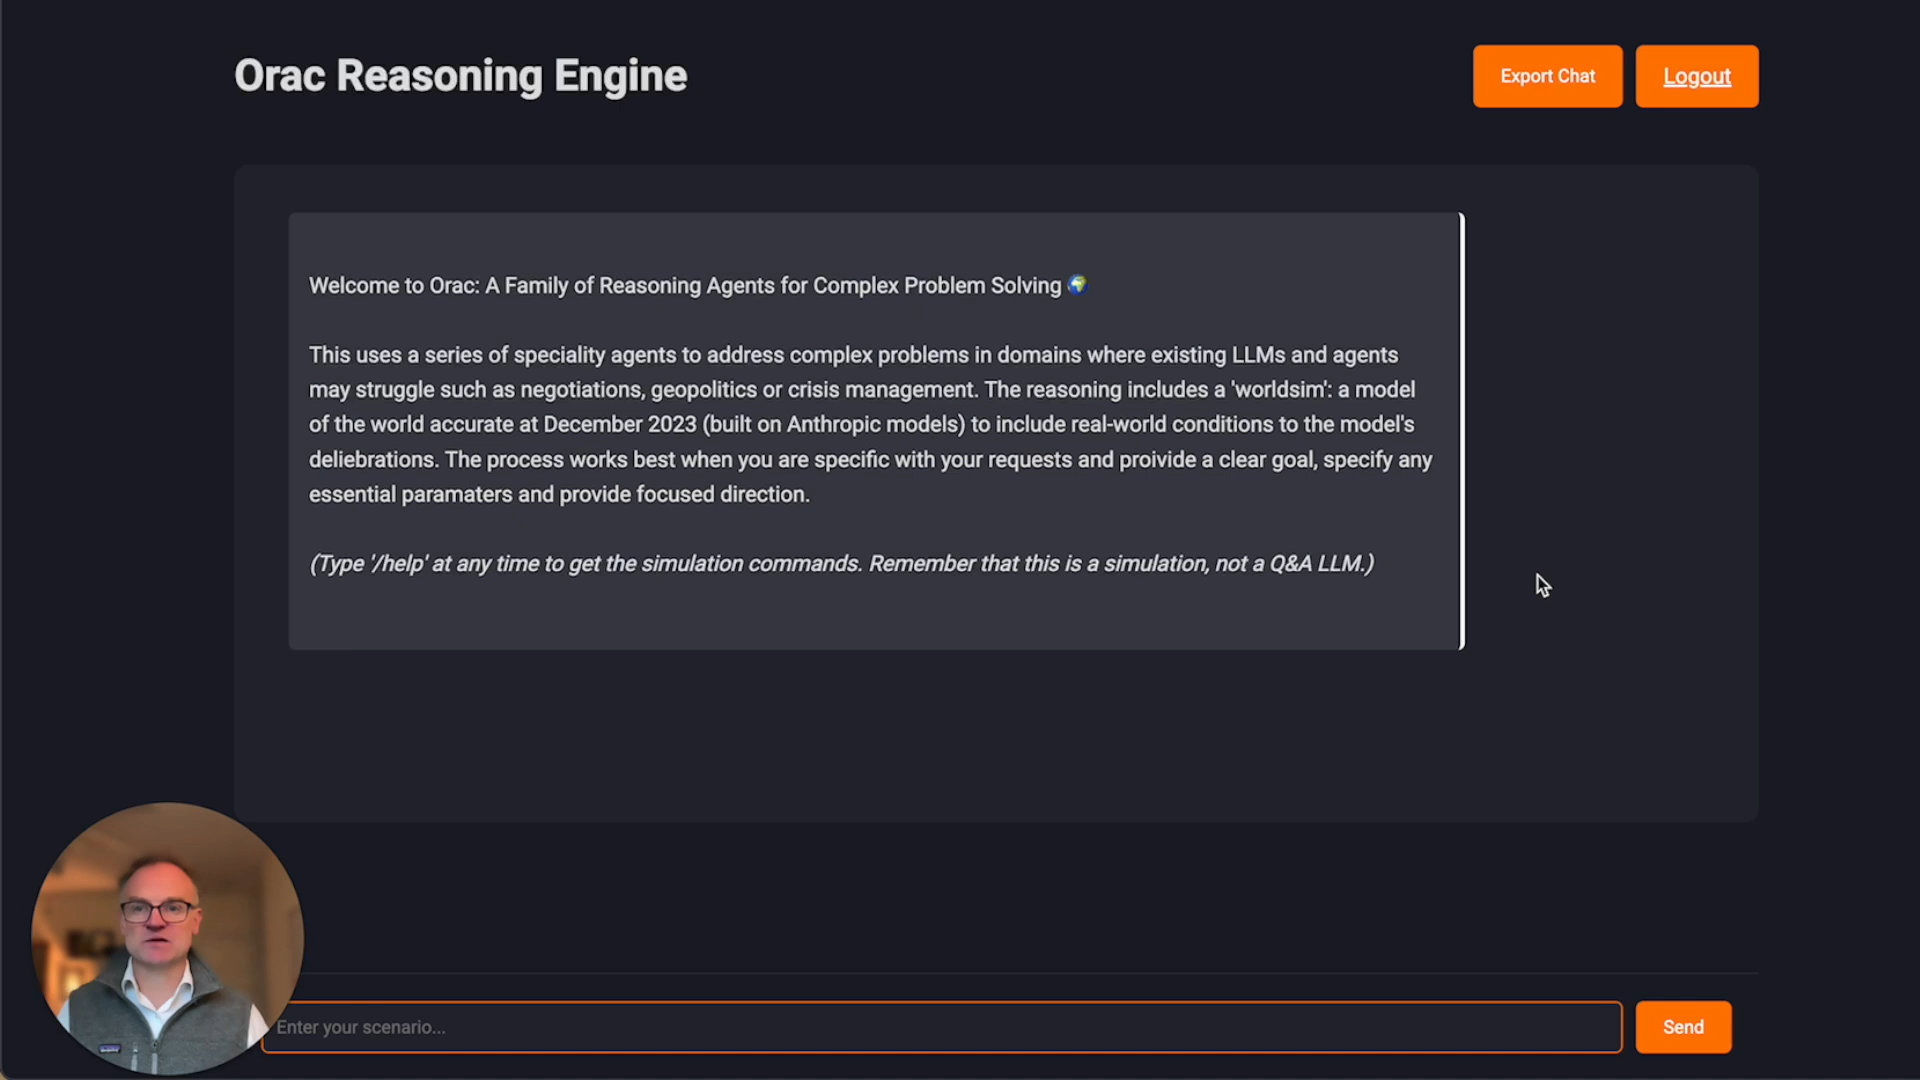 Orac Reasoning Engine
Export Chat
Logout
Welcome to Orac: A Family of Reasoning Agents for Complex Problem Solving 🌍
This uses a series of speciality agents to address complex problems in domains where existing LLMs and agents
may struggle such as negotiations, geopolitics or crisis management. The reasoning includes a 'worldsim': a model
of the world accurate at December 2023 (built on Anthropic models) to include real-world conditions to the model's
deliebrations. The process works best when you are specific with your requests and proivide a clear goal, specify any
essential paramaters and provide focused direction.
(Type '/help' at any time to get the simulation commands. Remember that this is a simulation, not a Q&A LLM.)
Enter your scenario...
Send